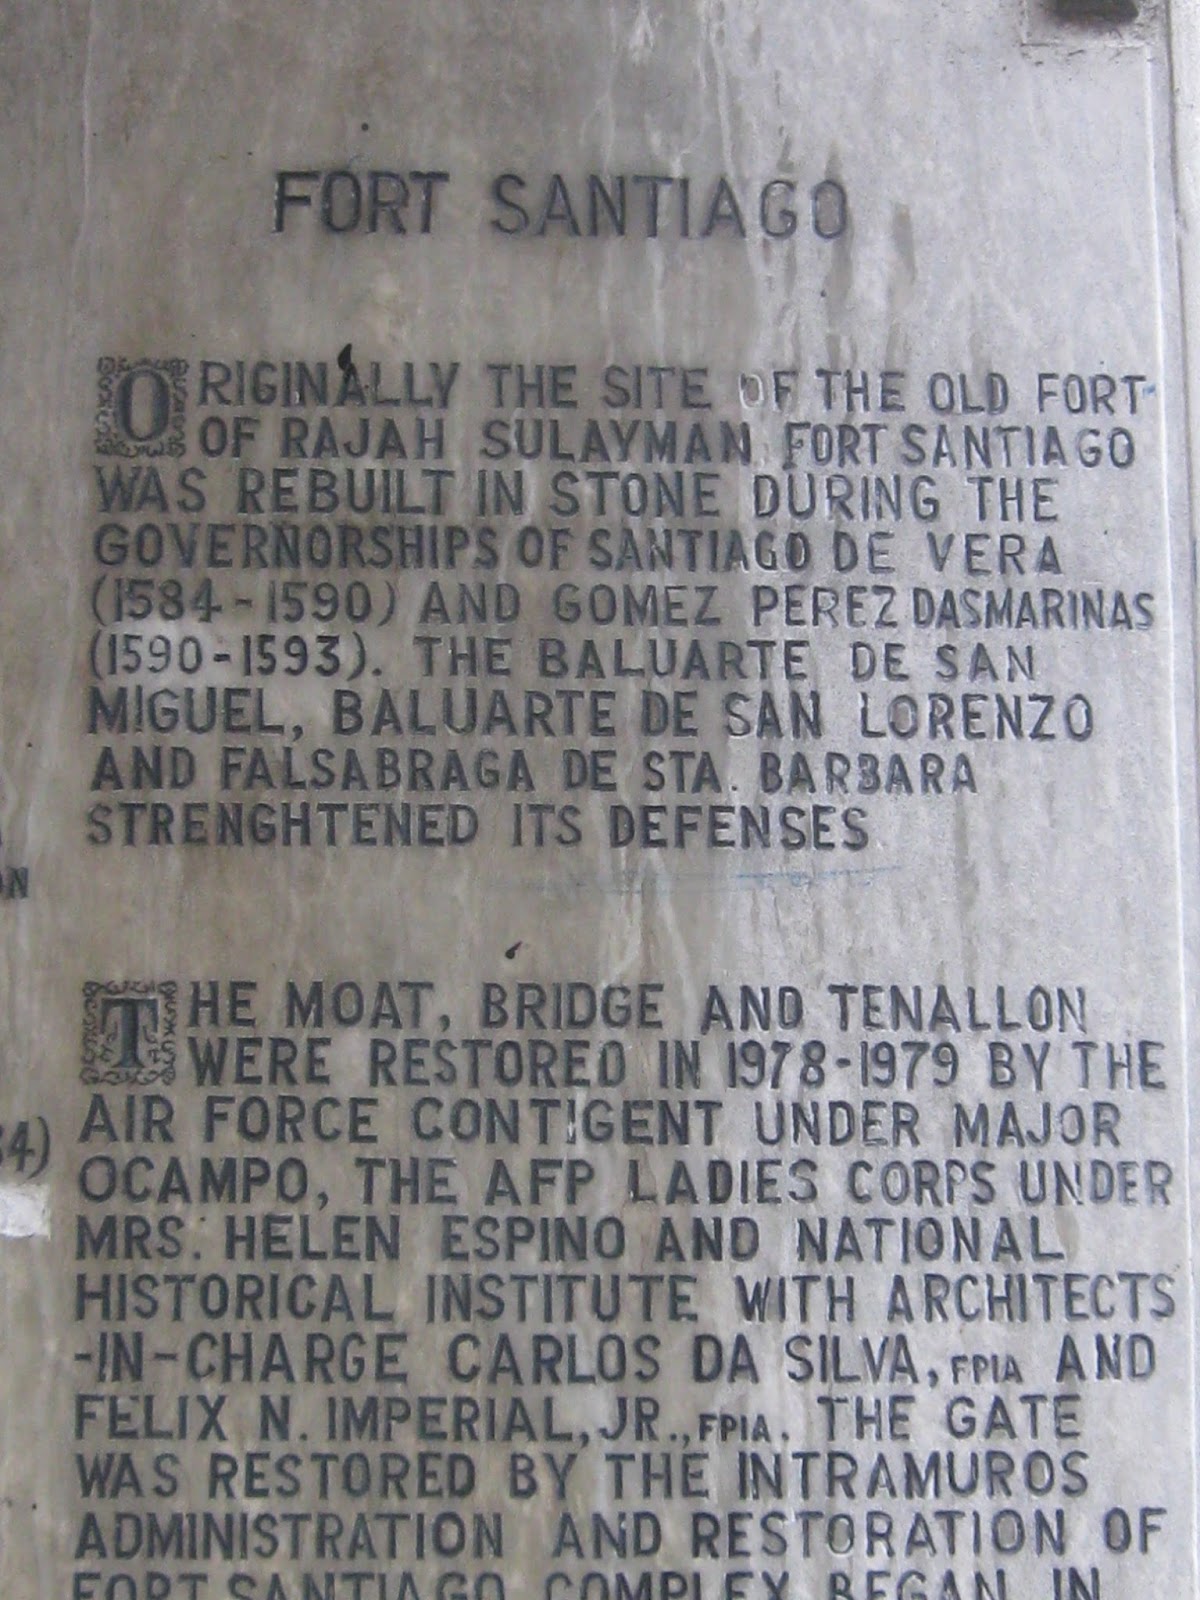 FORT SANTIAGO
ORIGINALLY THE SITE OF THE OLD FORT
OF RAJAH SULAYMAN FORT SANTIAGO
WAS REBUILT IN STONE DURING THE
GOVERNORSHIPS OF SANTIAGO DE VERA
(1584-1590) AND GOMEZ PEREZ DASMARINAS
(1590-1593). THE BALUARTE DE SAN
MIGUEL, BALUARTE DE SAN LORENZO
AND FALSABRAGA DE STA. BARBARA
STRENGHTENED ITS DEFENSES
THE MOAT, BRIDGE AND TENALLON
WERE RESTORED IN 1978-1979 BY THE
AIR FORCE CONTIGENT UNDER MAJOR
OCAMPO, THE AFP LADIES CORPS UNDER
MRS. HELEN ESPINO AND NATIONAL
HISTORICAL INSTITUTE WITH ARCHITECTS
-IN-CHARGE CARLOS DA SILVA, FPIA AND
FELIX N. IMPERIAL, JR., FPIA. THE GATE
WAS RESTORED BY THE INTRAMUROS
ADMINISTRATION AND RESTORATION OF
FORT SANTIAGO COMPLEX BEGAN IN